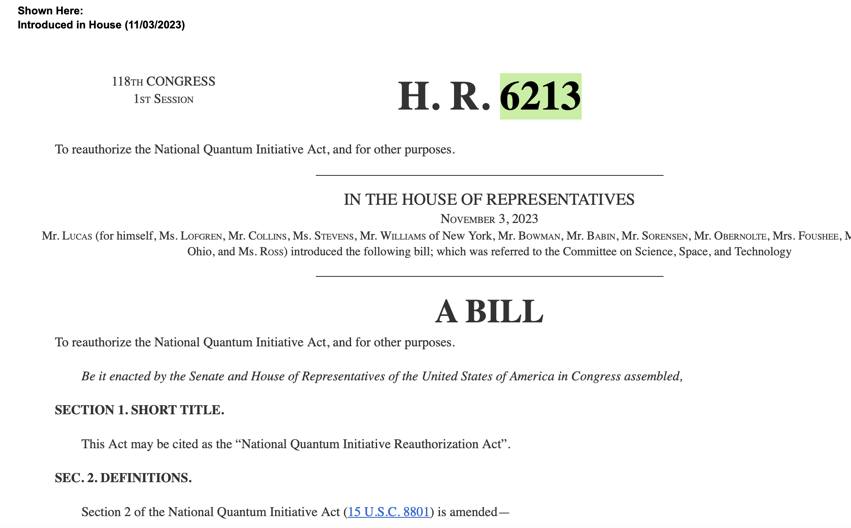 Shown Here:
Introduced in House (11/03/2023)
118TH CONGRESS
1ST SESSION
H. R. 6213
To reauthorize the National Quantum Initiative Act, and for other purposes.
IN THE HOUSE OF REPRESENTATIVES
NOVEMBER 3, 2023
Mr. LUCAS (for himself, Ms. LOFGREN, Mr. COLLINS, Ms. STEVENS, Mr. WILLIAMS of New York, Mr. BOWMAN, Mr. BABIN, Mr. SORENSEN, Mr. OBERNOLTE, Mrs. FOUSHEE,
Ohio, and Ms. ROSS) introduced the following bill; which was referred to the Committee on Science, Space, and Technology
A BILL
To reauthorize the National Quantum Initiative Act, and for other purposes.
Be it enacted by the Senate and House of Representatives of the United States of America in Congress assembled,
SECTION 1. SHORT TITLE.
This Act may be cited as the “National Quantum Initiative Reauthorization Act”.
SEC. 2. DEFINITIONS.
Section 2 of the National Quantum Initiative Act (15 U.S.C. 8801) is amended—